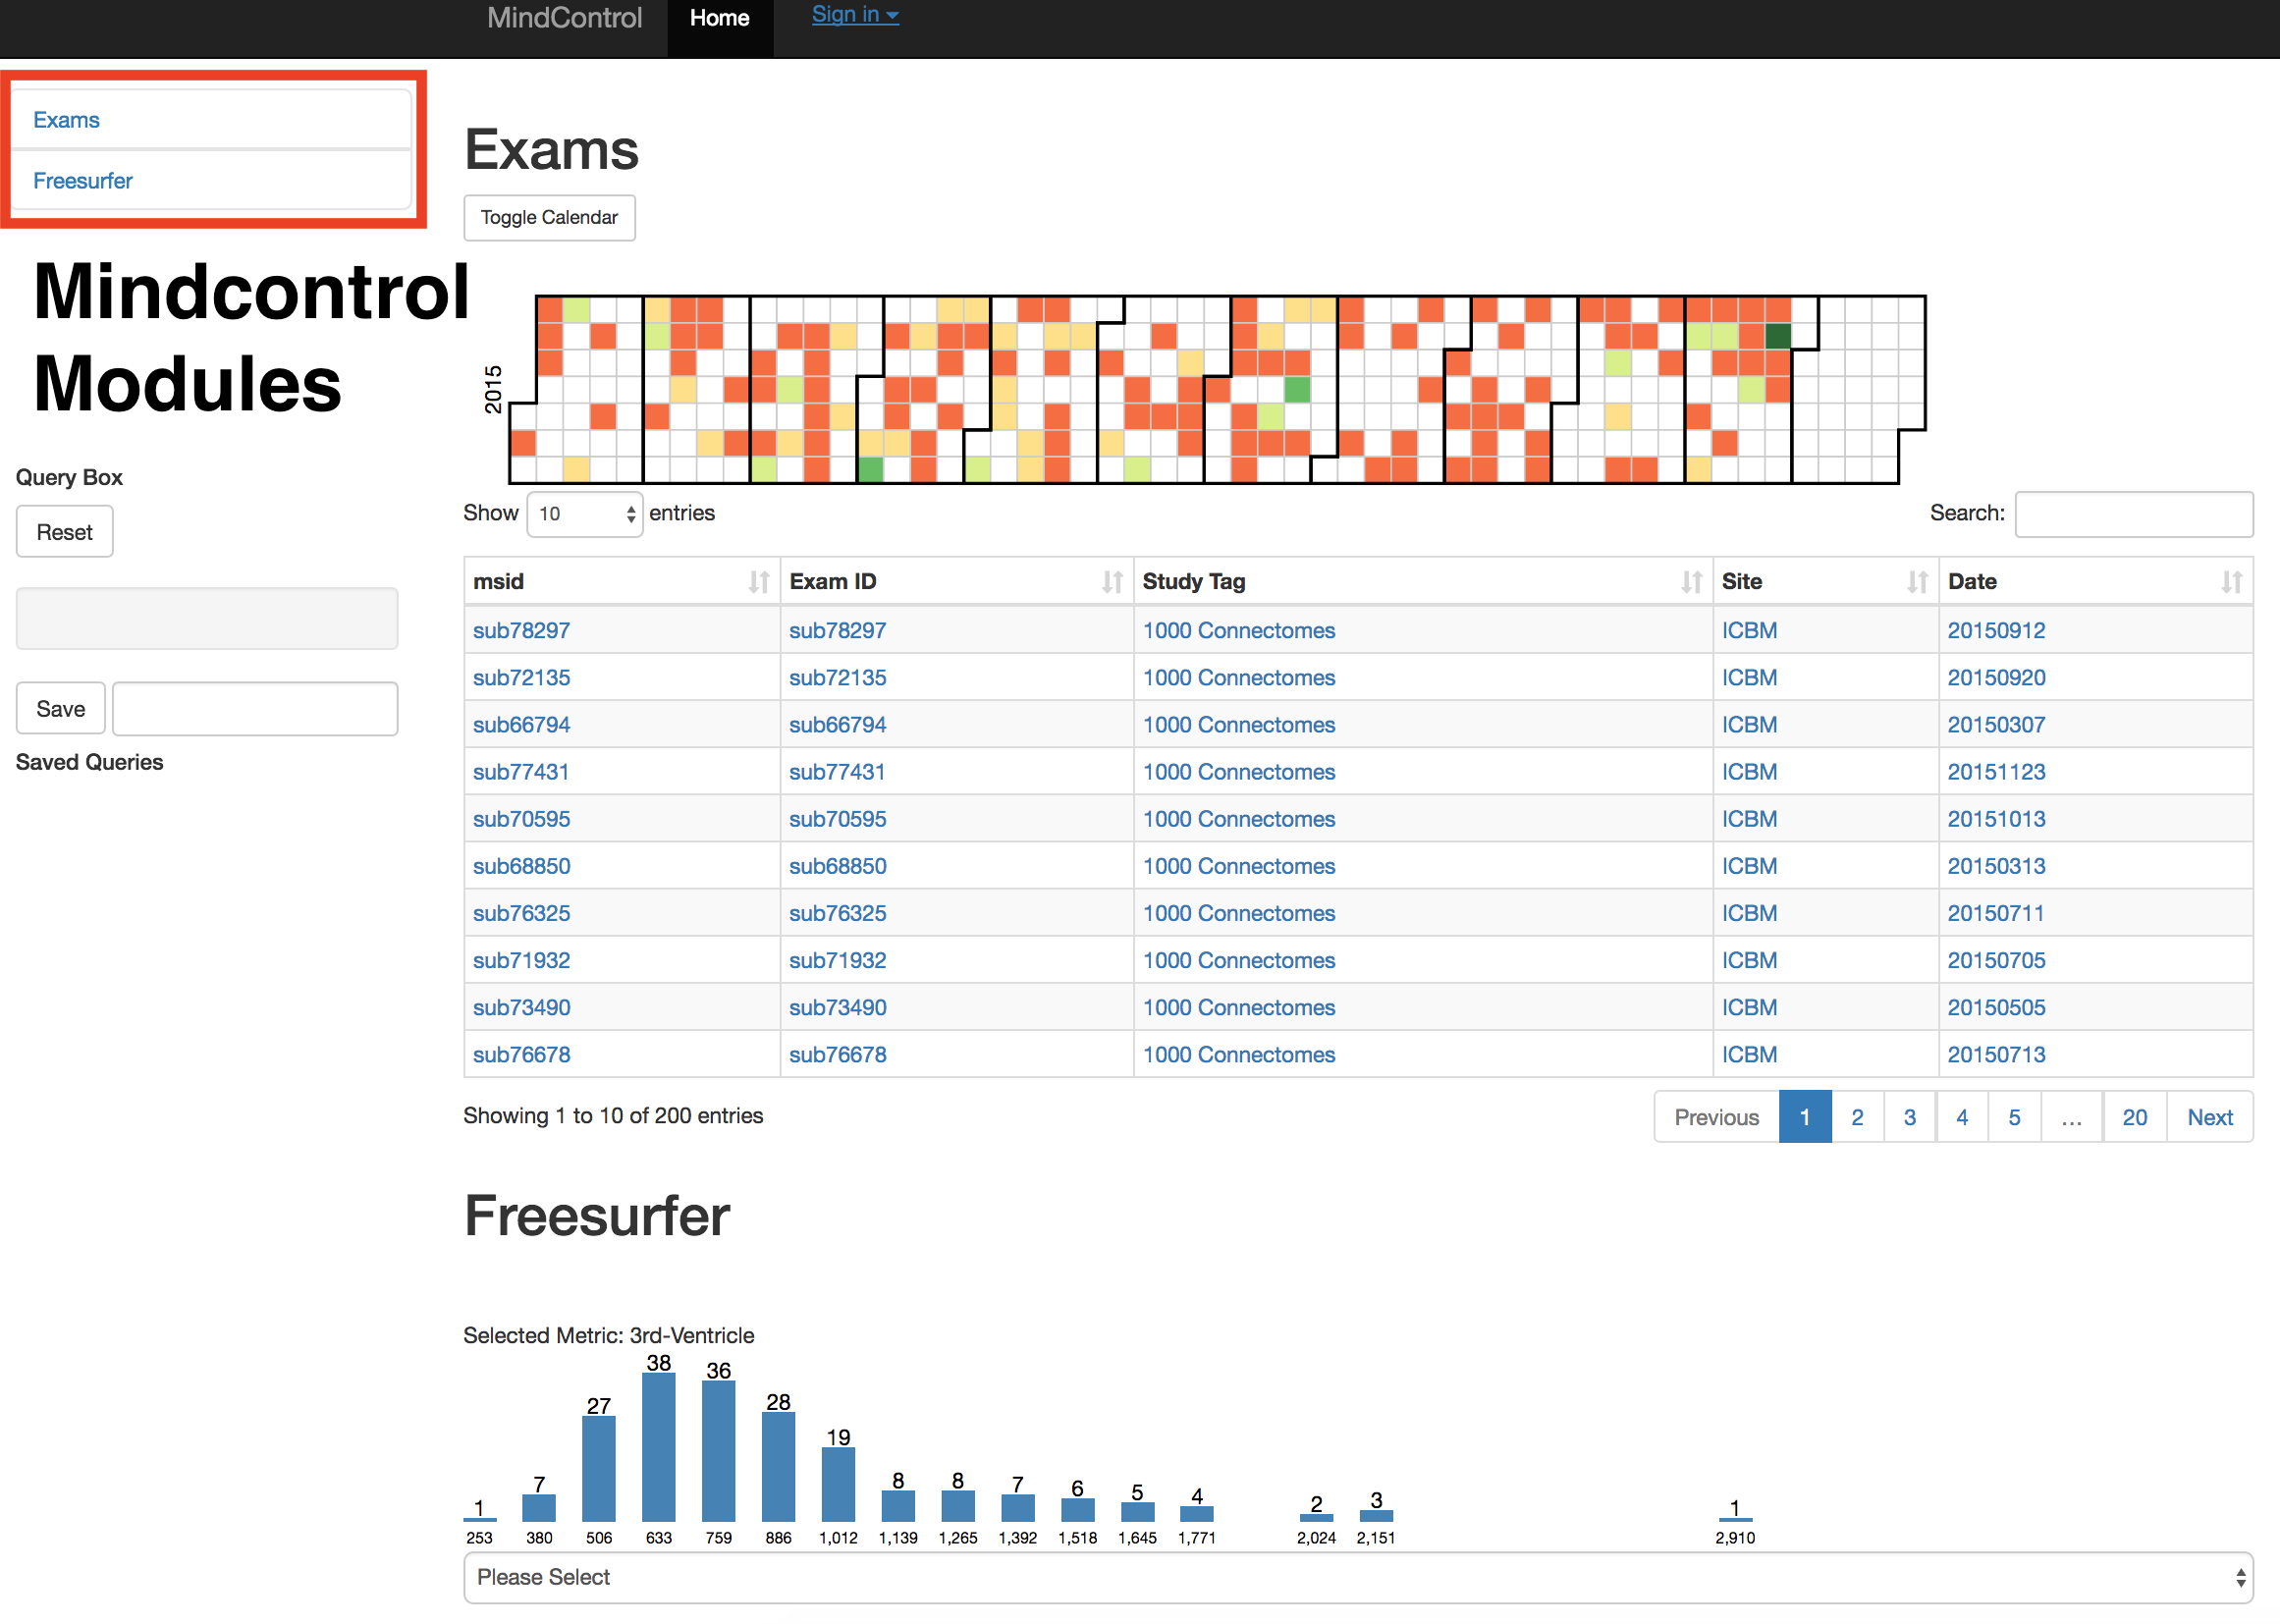 MindControl Home Sign in
Exams
Freesurfer
Mindcontrol
Modules
Query Box
Reset
Save
Saved Queries
Exams
Toggle Calendar
2015
Show 10 entries Search:
msid Exam ID Study Tag Site Date
sub78297 sub78297 1000 Connectomes ICBM 20150912
sub72135 sub72135 1000 Connectomes ICBM 20150920
sub66794 sub66794 1000 Connectomes ICBM 20150307
sub77431 sub77431 1000 Connectomes ICBM 20151123
sub70595 sub70595 1000 Connectomes ICBM 20151013
sub68850 sub68850 1000 Connectomes ICBM 20150313
sub76325 sub76325 1000 Connectomes ICBM 20150711
sub71932 sub71932 1000 Connectomes ICBM 20150705
sub73490 sub73490 1000 Connectomes ICBM 20150505
sub76678 sub76678 1000 Connectomes ICBM 20150713
Showing 1 to 10 of 200 entries Previous 1 2 3 4 5 ... 20 Next
Freesurfer
Selected Metric: 3rd-Ventricle
1 7 27 38 36 28 19 8 8 7 6 5 4 2 3 1
253 380 506 633 759 886 1,012 1,139 1,265 1,392 1,518 1,645 1,771 2,024 2,151 2,910
Please Select